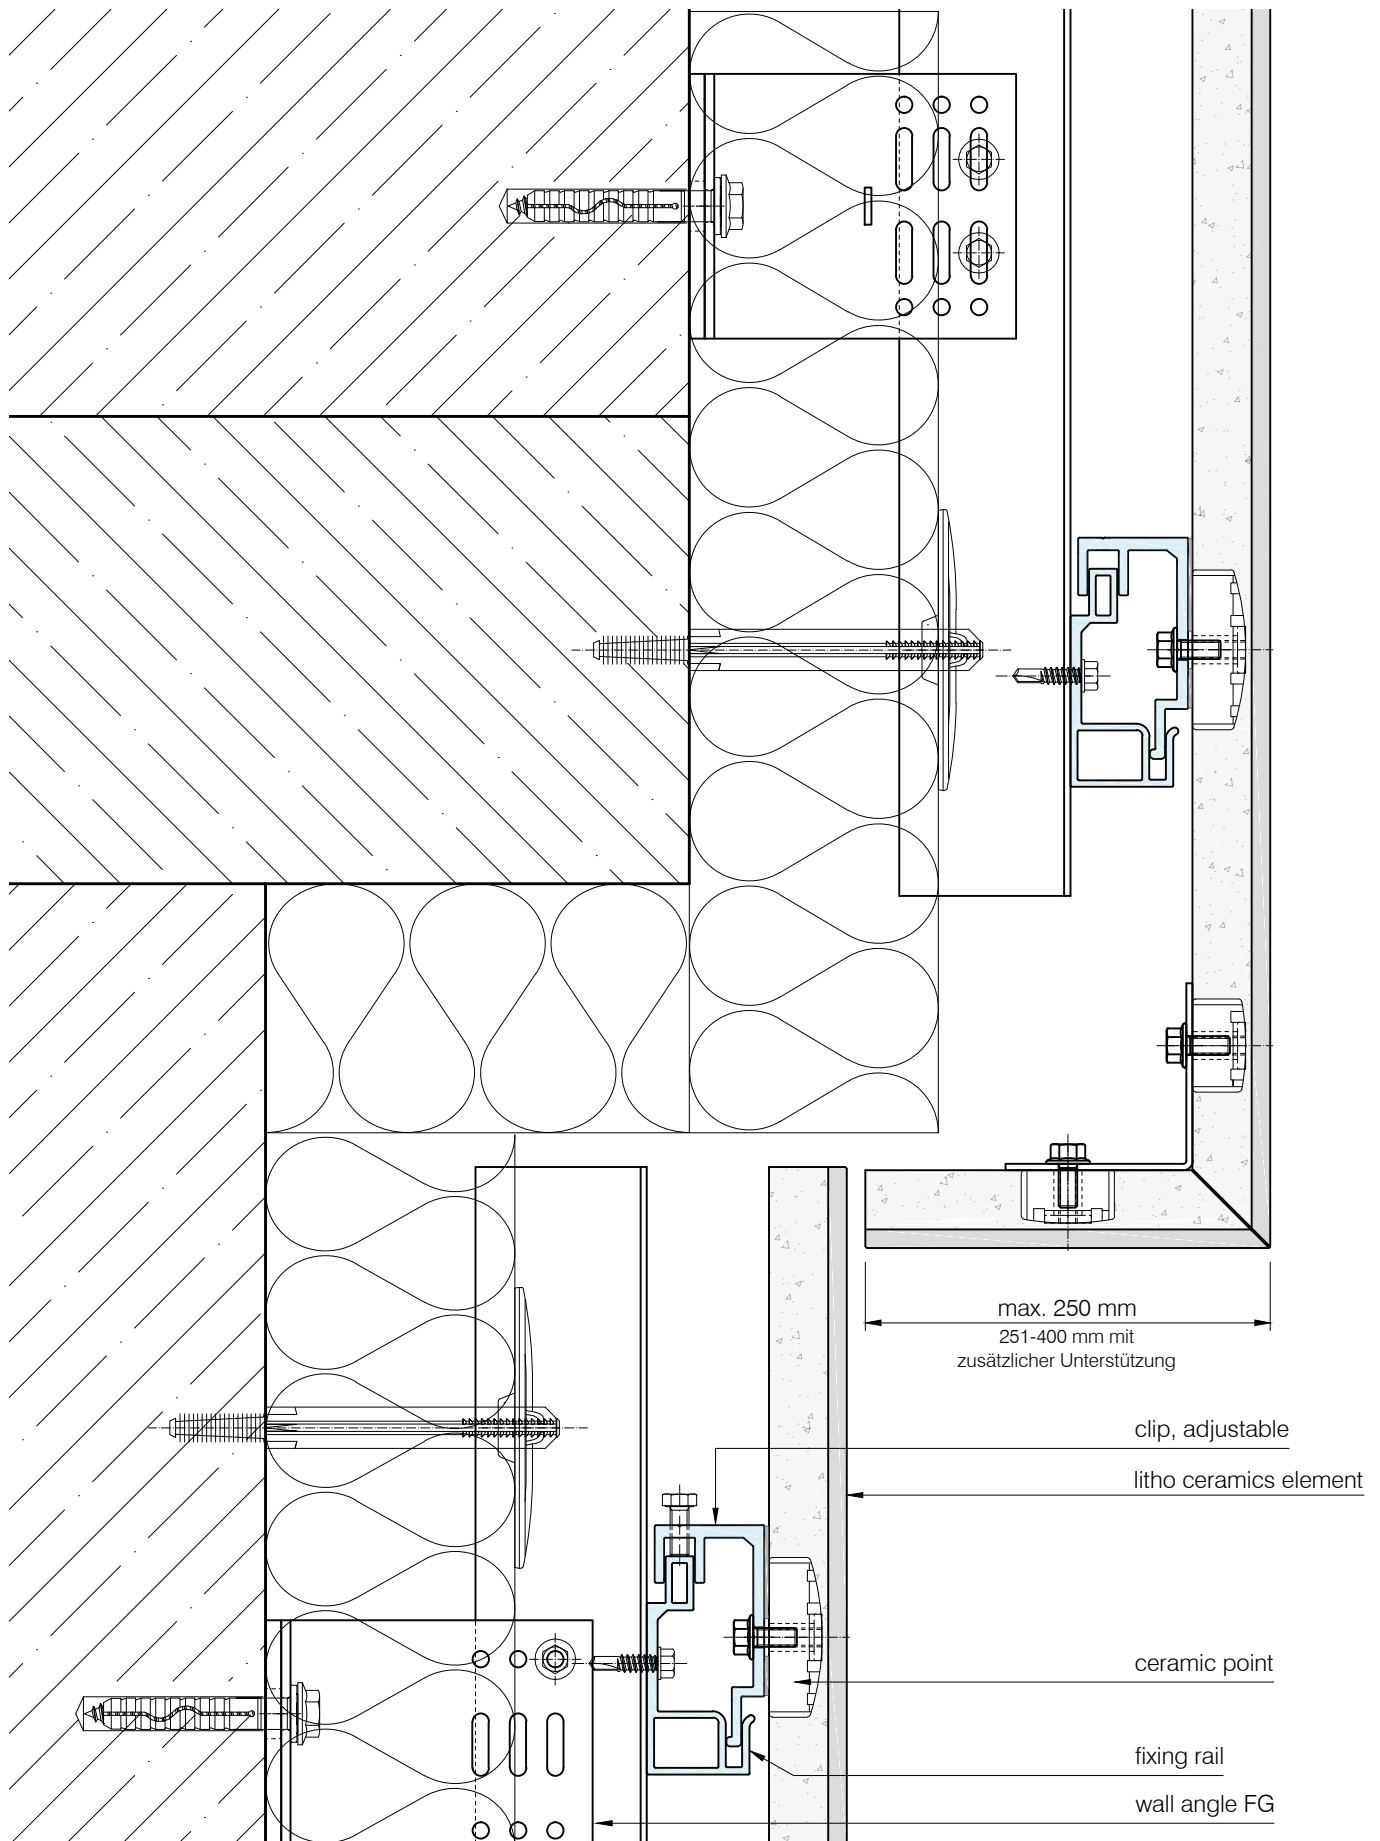 max. 250 mm
251-400 mm mit
zusätzlicher Unterstützung
clip, adjustable
litho ceramics element
ceramic point
fixing rail
wall angle FG